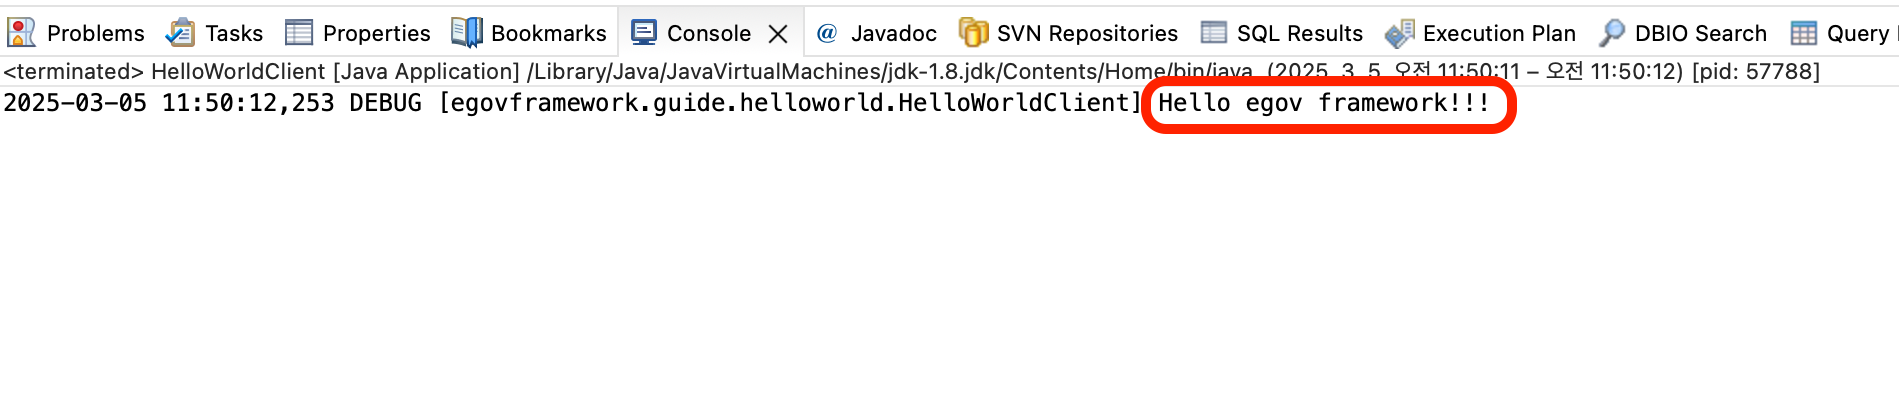 Problems Tasks Properties Bookmarks Console @ Javadoc SVN Repositories SQL Results Execution Plan DBIO Search Query
<terminated> HelloWorldClient [Java Application] /Library/Java/JavaVirtualMachines/jdk-1.8.jdk/Contents/Home/bin/java (2025. 3. 5. 오전 11:50:11 – 오전 11:50:12) [pid: 57788]
2025-03-05 11:50:12,253 DEBUG [egovframework.guide.helloworld.HelloWorldClient] Hello egov framework!!!